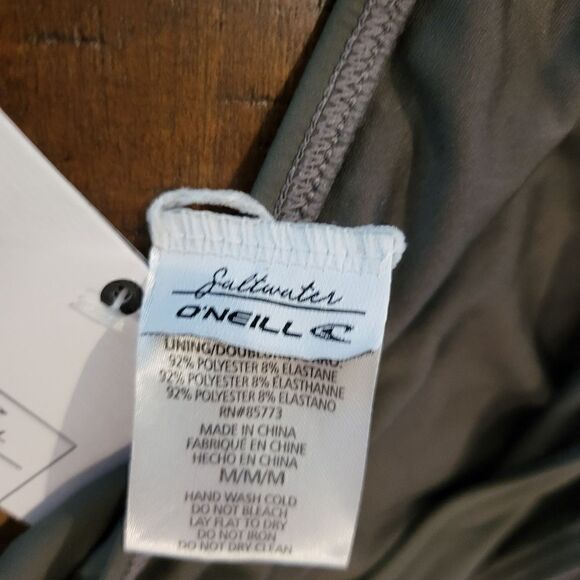 Saltwater
O'NEILL
92% POLYESTER 8% ELASTANE
92% POLYESTER 8% ÉLASTHANNE
92% POLYESTER 8% ELASTANO
RN#85773
MADE IN CHINA
FABRIQUÉ EN CHINE
HECHO EN CHINA
M/M/M
HAND WASH COLD
DO NOT BLEACH
LAY FLAT TO DRY
DO NOT IRON
DO NOT DRY CLEAN